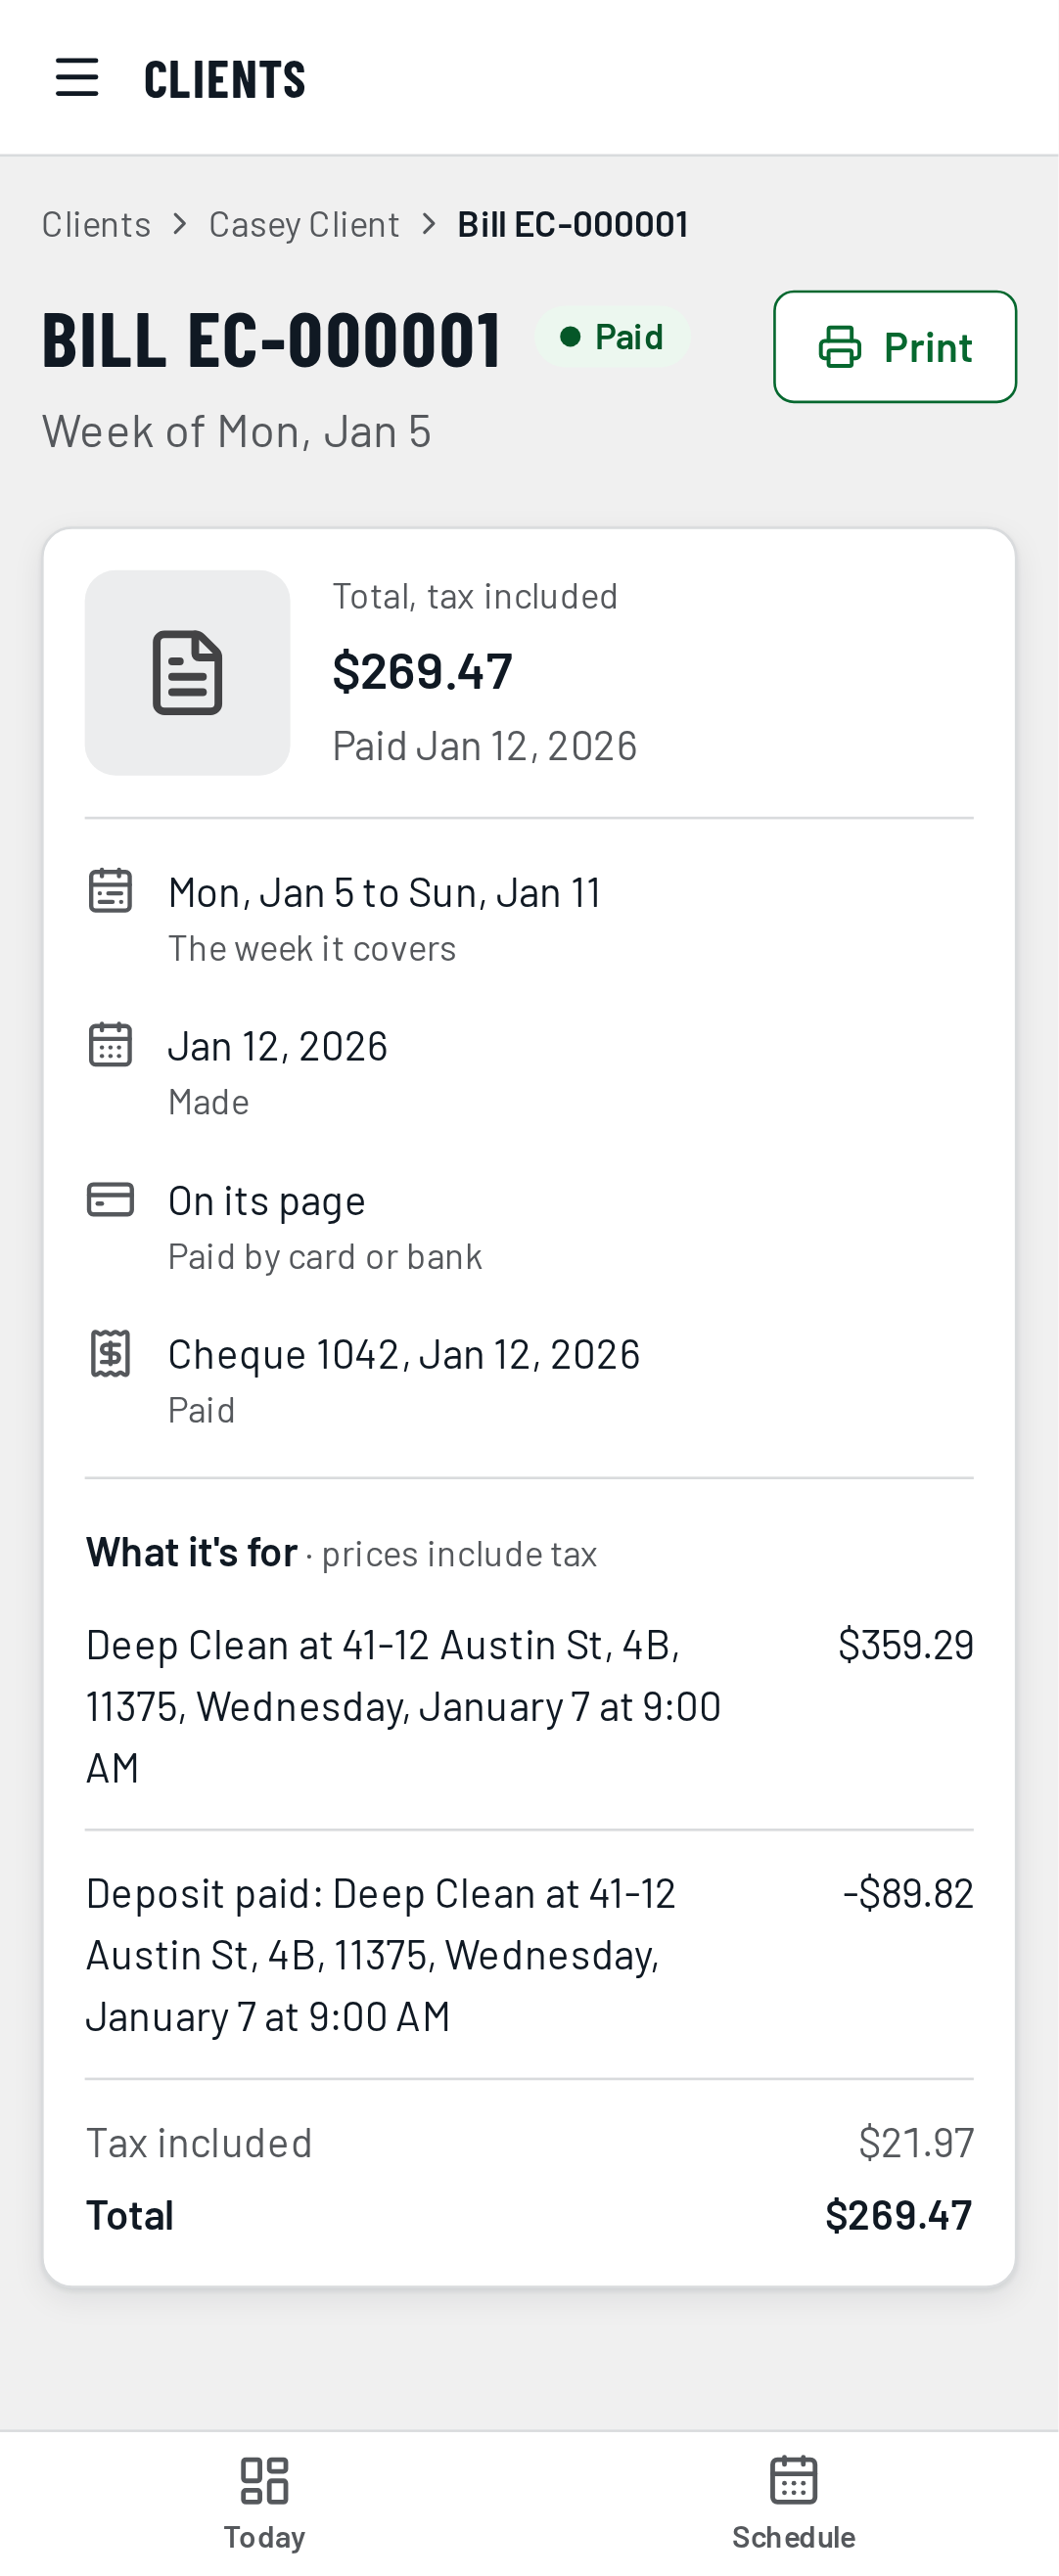 CLIENTS
Clients > Casey Client > Bill EC-000001
BILL EC-000001
Paid
Print
Week of Mon, Jan 5
Total, tax included
$269.47
Paid Jan 12, 2026
Mon, Jan 5 to Sun, Jan 11
The week it covers
Jan 12, 2026
Made
On its page
Paid by card or bank
Cheque 1042, Jan 12, 2026
Paid
What it's for · prices include tax
Deep Clean at 41-12 Austin St, 4B, $359.29
11375, Wednesday, January 7 at 9:00
AM
Deposit paid: Deep Clean at 41-12 -$89.82
Austin St, 4B, 11375, Wednesday,
January 7 at 9:00 AM
Tax included $21.97
Total $269.47
Today
Schedule